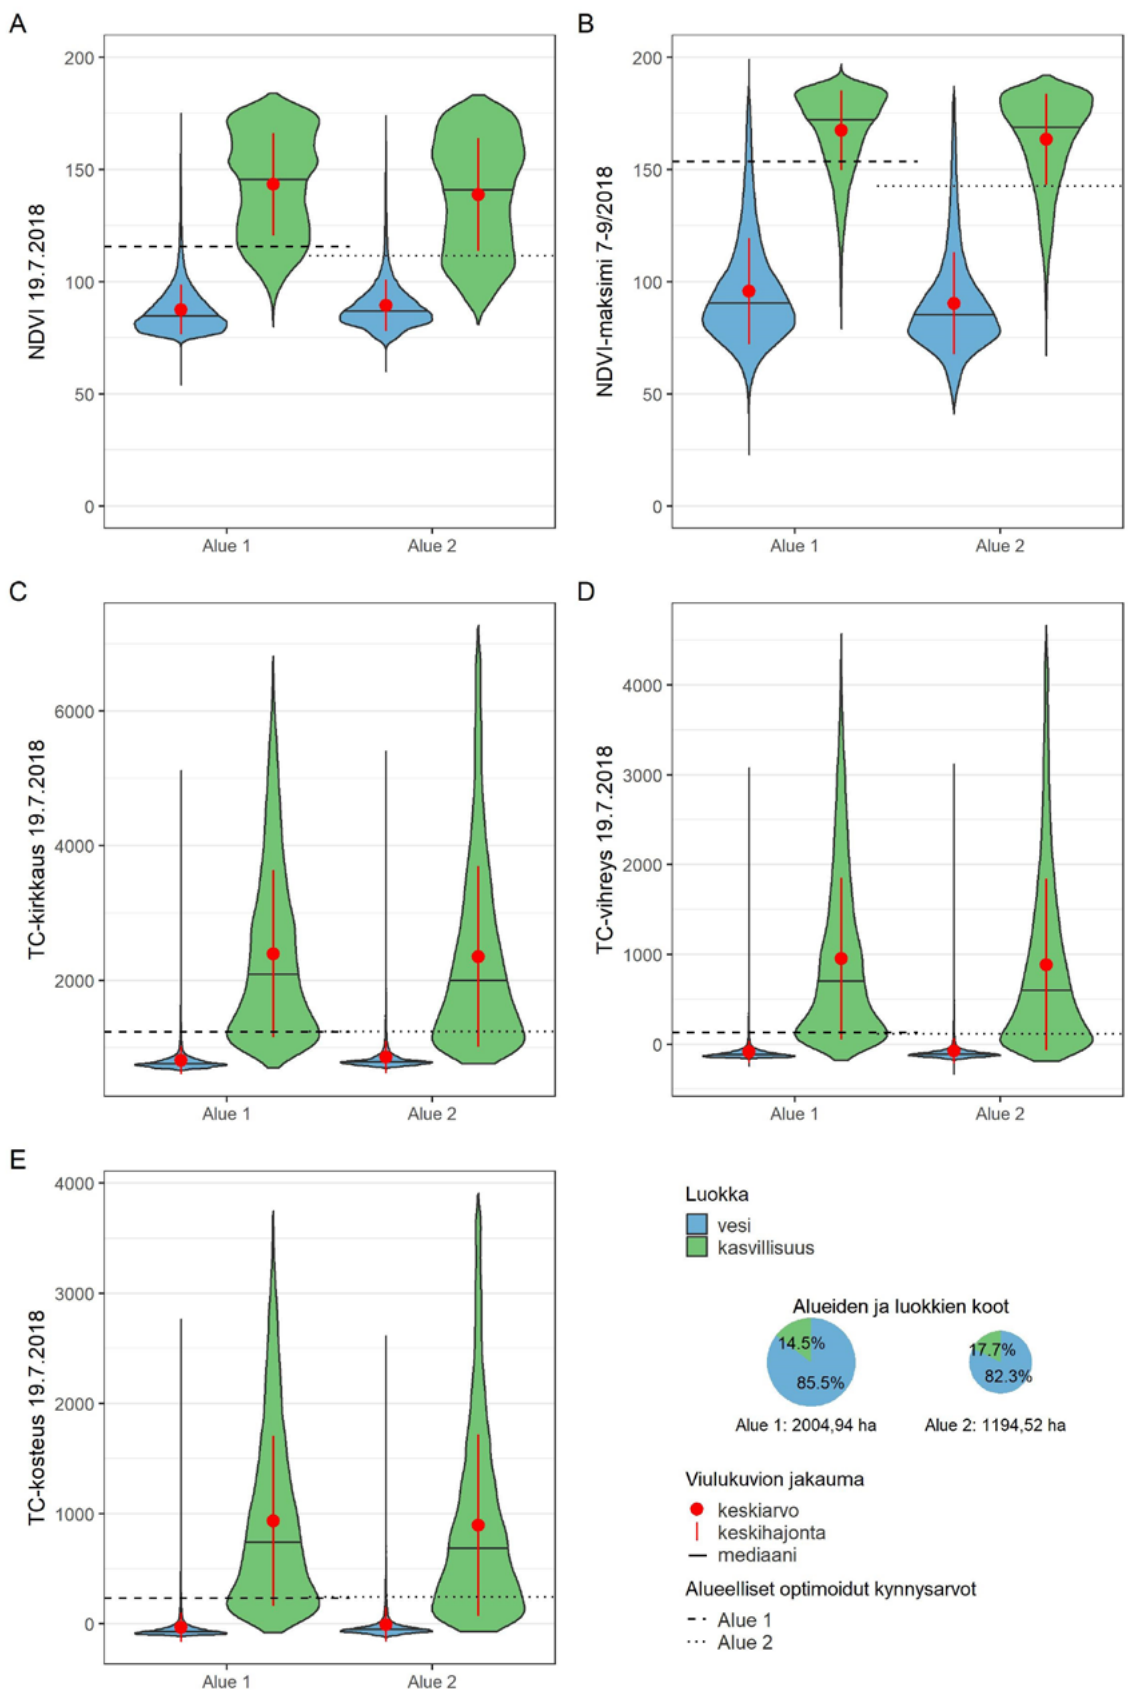 A
NDVI 19.7.2018
200
150
100
50
0
Alue 1
Alue 2
B
NDVI-maksimi 7-9/2018
200
150
100
50
0
Alue 1
Alue 2
C
TC-kirkkaus 19.7.2018
6000
4000
2000
Alue 1
Alue 2
D
TC-vihreys 19.7.2018
4000
3000
2000
1000
0
Alue 1
Alue 2
E
TC-kosteus 19.7.2018
4000
3000
2000
1000
0
Alue 1
Alue 2
Luokka
vesi
kasvillisuus
Alueiden ja luokkien koot
14.5%
85.5%
17.7%
82.3%
Alue 1: 2004,94 ha
Alue 2: 1194,52 ha
Viulukuvion jakauma
keskiarvo
keskihajonta
mediaani
Alueelliset optimoidut kynnysarvot
Alue 1
Alue 2